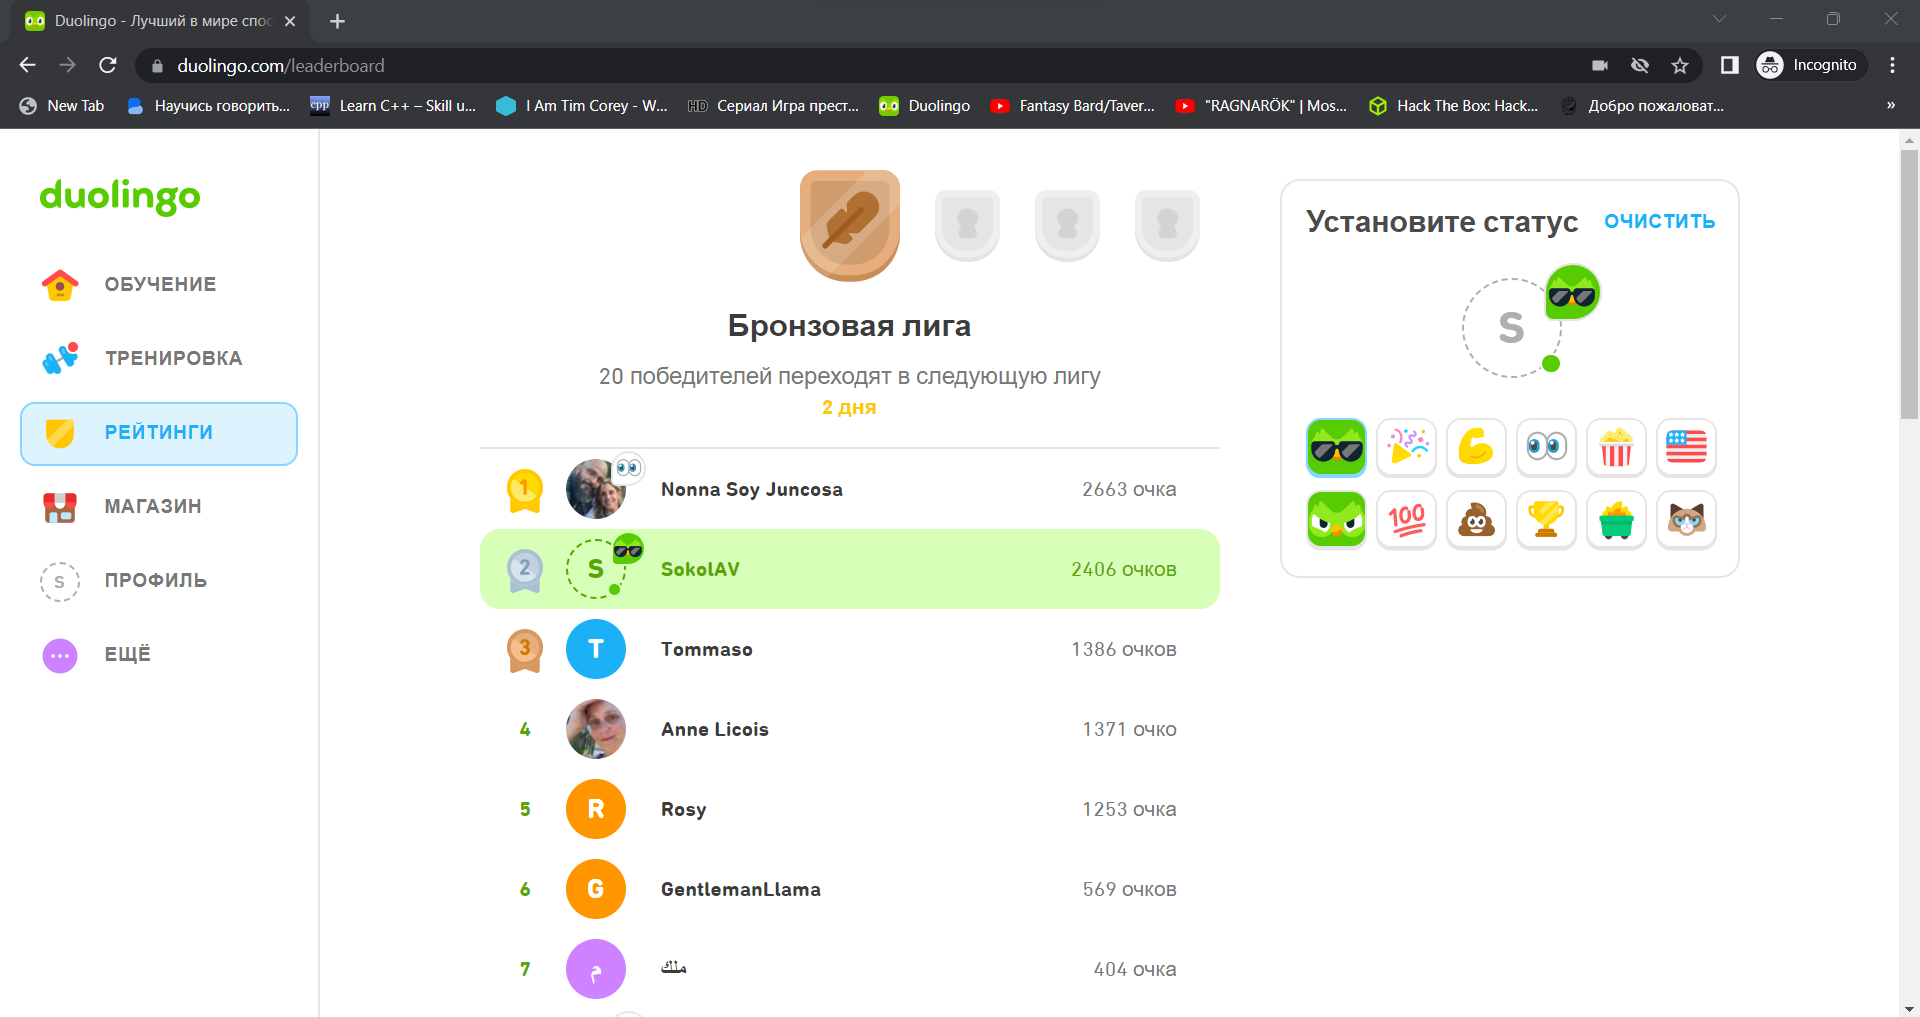 Duolingo - Лучший в мире спос
duolingo.com/leaderboard
Incognito
New Tab
Научись говорить...
cpp
Learn C++ – Skill u...
I Am Tim Corey - W...
HD
Сериал Игра прест...
Duolingo
Fantasy Bard/Taver...
"RAGNARÖK" | Mos...
Hack The Box: Hack...
Добро пожаловат...
»
duolingo
ОБУЧЕНИЕ
ТРЕНИРОВКА
РЕЙТИНГИ
МАГАЗИН
S
ПРОФИЛЬ
ЕЩЁ
Бронзовая лига
20 победителей переходят в следующую лигу
2 дня
1 Nonna Soy Juncosa 2663 очка
2 S SokolAV 2406 очков
3 T Tommaso 1386 очков
4 Anne Licois 1371 очко
5 R Rosy 1253 очка
6 G GentlemanLlama 569 очков
7 م ملك 404 очка
Установите статус
ОЧИСТИТЬ
S
100